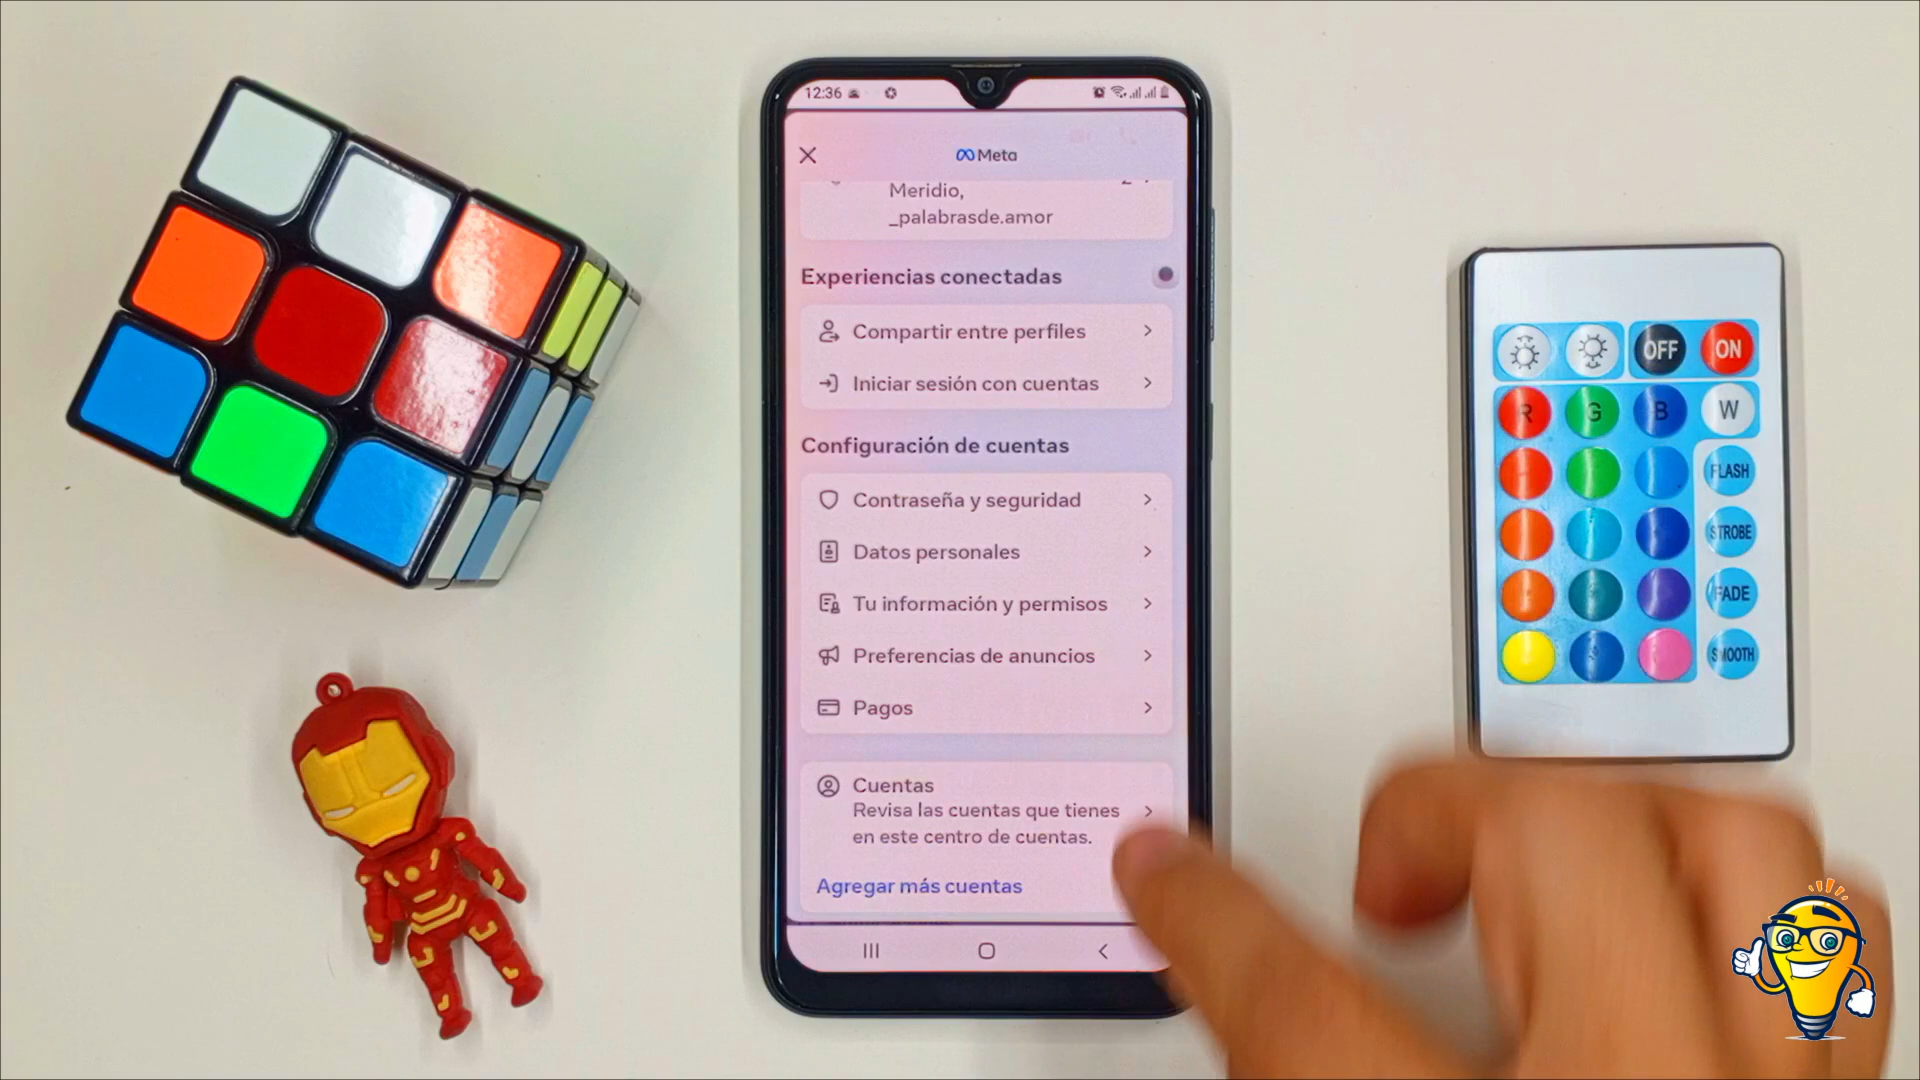 12:36
Meta
Meridio,
_palabrasde.amor
Experiencias conectadas
Compartir entre perfiles
Iniciar sesión con cuentas
Configuración de cuentas
Contraseña y seguridad
Datos personales
Tu información y permisos
Preferencias de anuncios
Pagos
Cuentas
Revisa las cuentas que tienes
en este centro de cuentas.
Agregar más cuentas
OFF
ON
R
G
B
W
FLASH
STROBE
FADE
SMOOTH